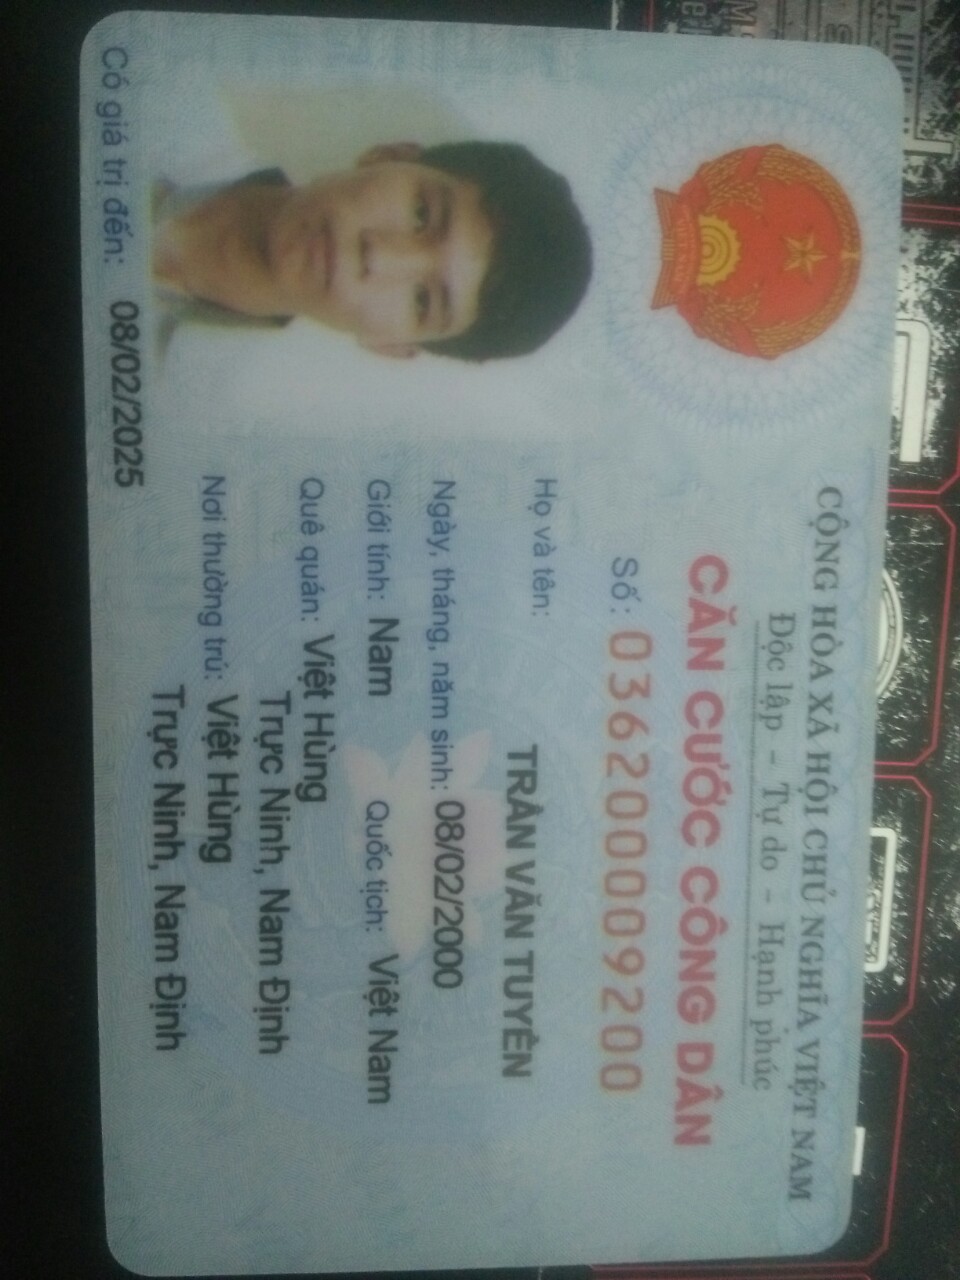 CỘNG HÒA XÃ HỘI CHỦ NGHĨA VIỆT NAM
Độc lập - Tự do - Hạnh phúc
CĂN CƯỚC CÔNG DÂN
Số: 036200009200
Họ và tên: TRẦN VĂN TUYÊN
Ngày, tháng, năm sinh: 08/02/2000
Giới tính: Nam Quốc tịch: Việt Nam
Quê quán: Việt Hùng
Trực Ninh, Nam Định
Nơi thường trú: Việt Hùng
Trực Ninh, Nam Định
Có giá trị đến: 08/02/2025